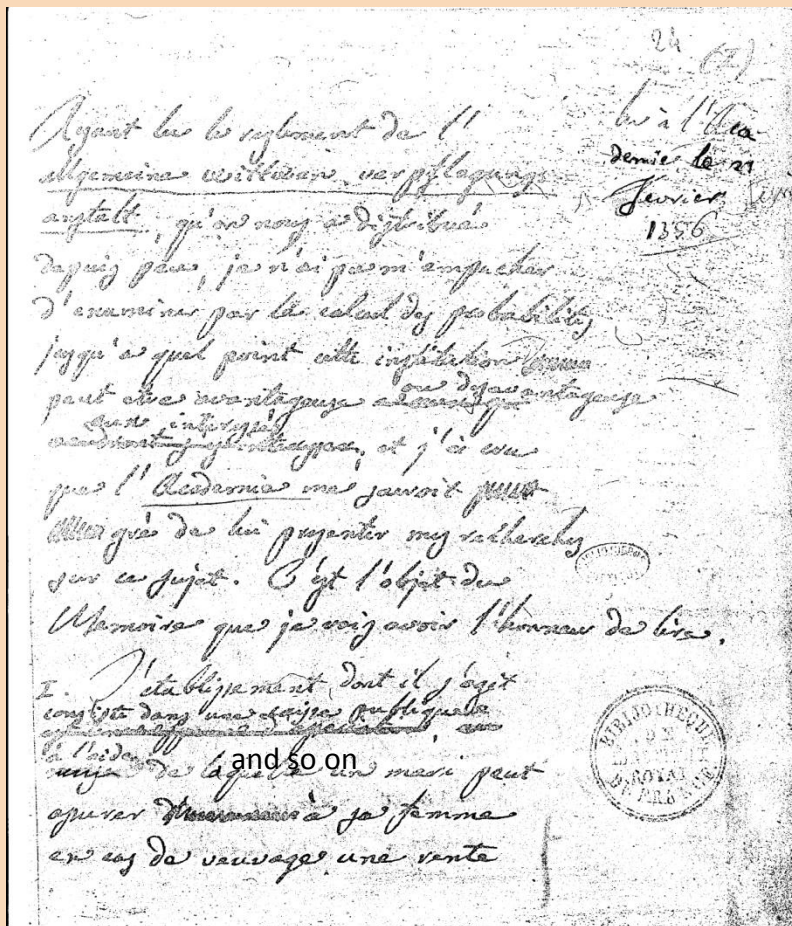 24
(I)
lu à l'Aca
demie le 21
fevrier
Ayant lu le reglement de l'
allgemeine wittwen verpflegungs
anstalt, qu'on nous a distribué
depuis peu, je n'ai pu m'empecher
d'examiner par le calcul des probabilités
jusqu'a quel point cette institution
peut etre avantageuse ou desavantageuse
aux interessés, et j'ai cru
que l'Academie me sauroit
gré de lui presenter mes recherches
sur ce sujet. C'est l'objet du
Memoire que je vais avoir l'honneur de lire.
I. L'etablissement dont il s'agit
consiste dans une caisse publique
à l'aide
de laquelle un mari peut
and so on
assurer à sa femme
en cas de veuvage une rente